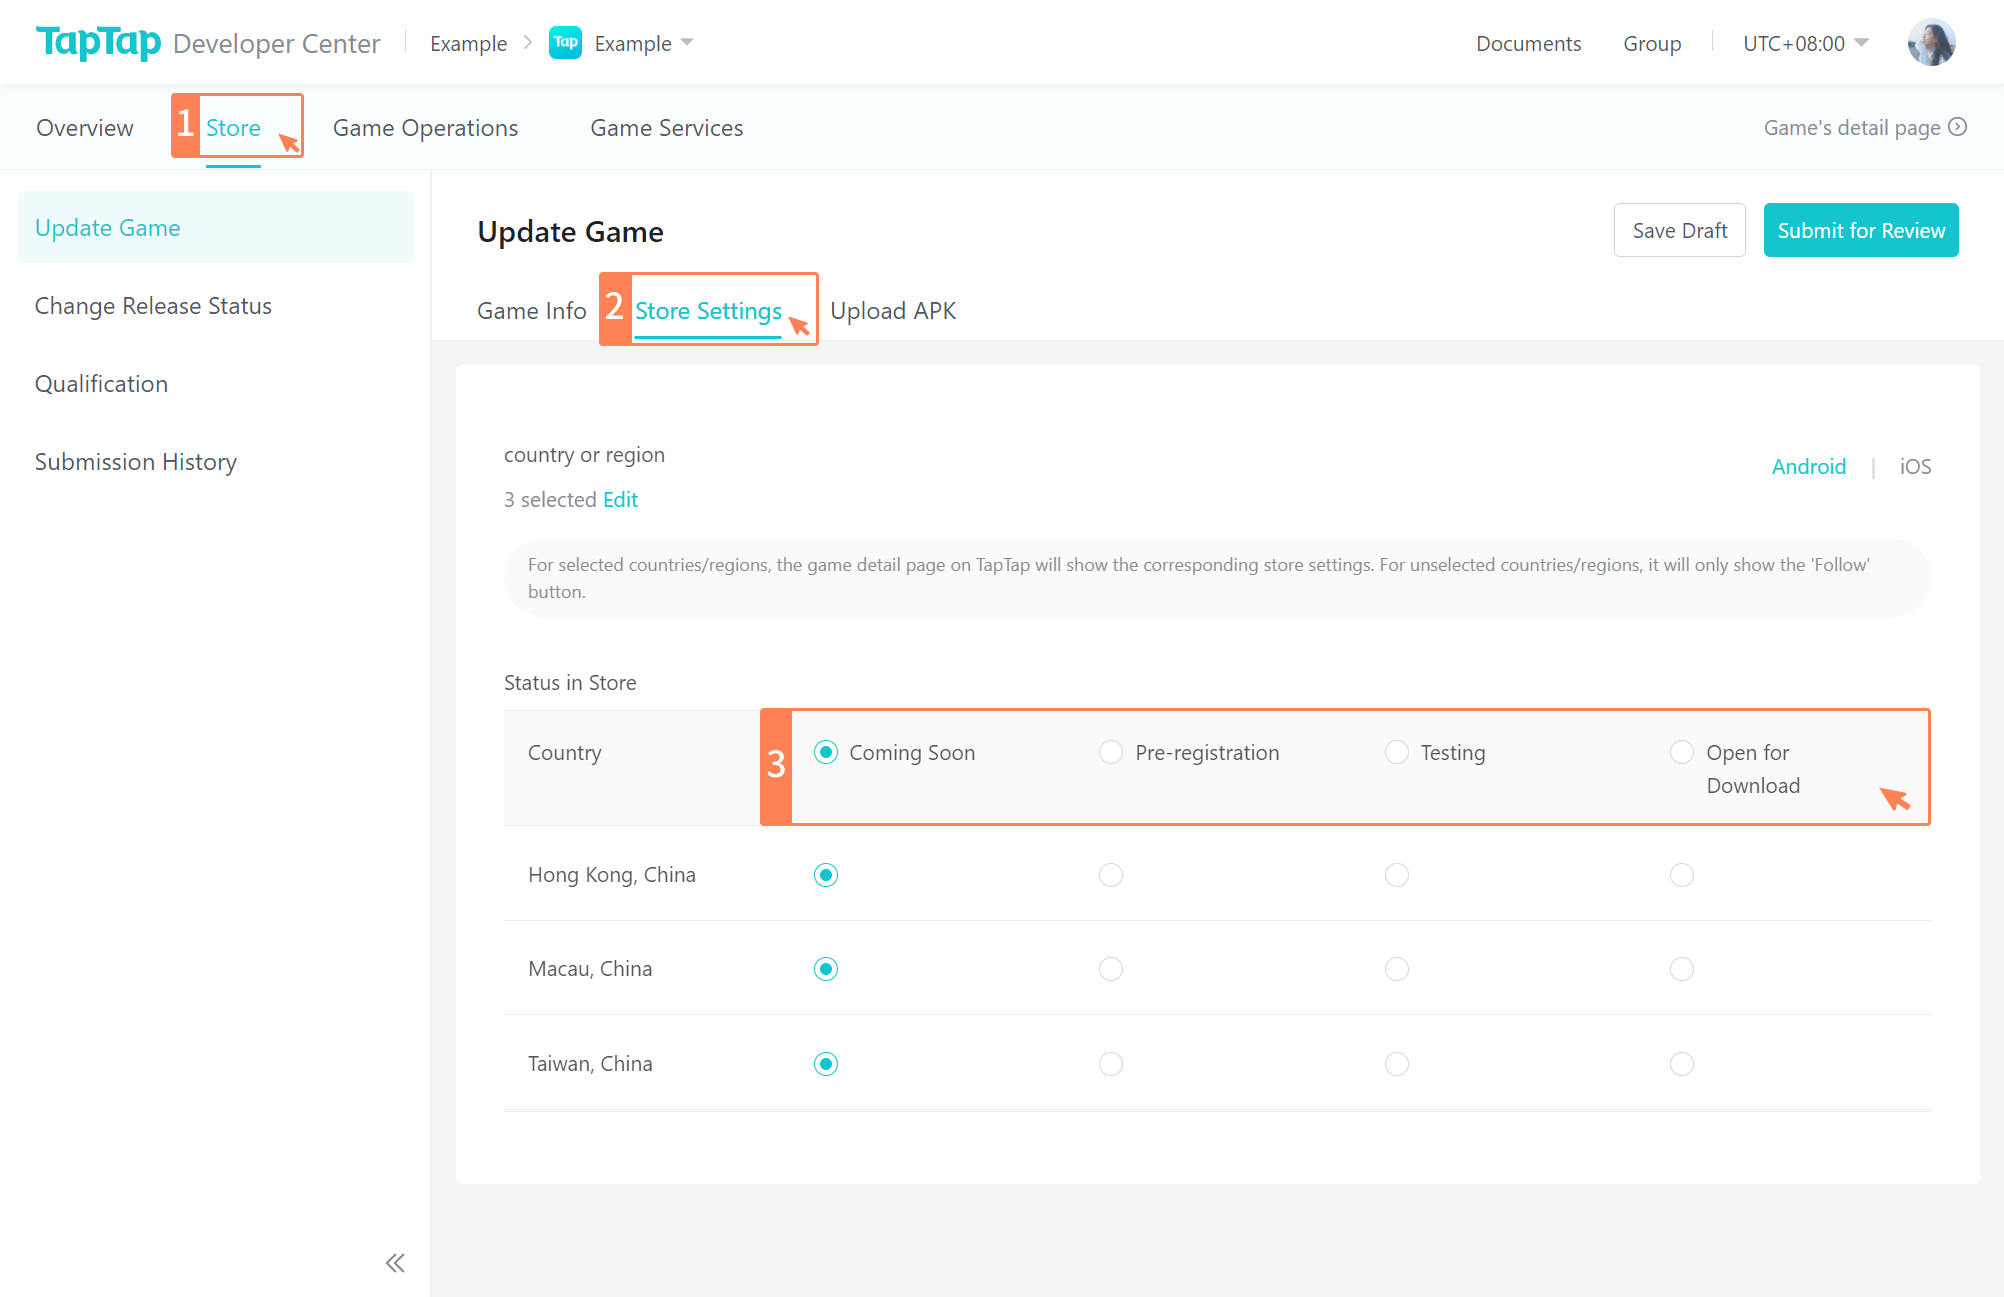 TapTap Developer Center
Example
Tap
Example
Documents
Group
UTC+08:00
Overview
1
Store
Game Operations
Game Services
Game's detail page
Update Game
Change Release Status
Qualification
Submission History
Update Game
Save Draft
Submit for Review
Game Info
2
Store Settings
Upload APK
country or region
3 selected Edit
Android | iOS
For selected countries/regions, the game detail page on TapTap will show the corresponding store settings. For unselected countries/regions, it will only show the 'Follow'
button.
Status in Store
Country
3
Coming Soon
Pre-registration
Testing
Open for
Download
Hong Kong, China
Macau, China
Taiwan, China